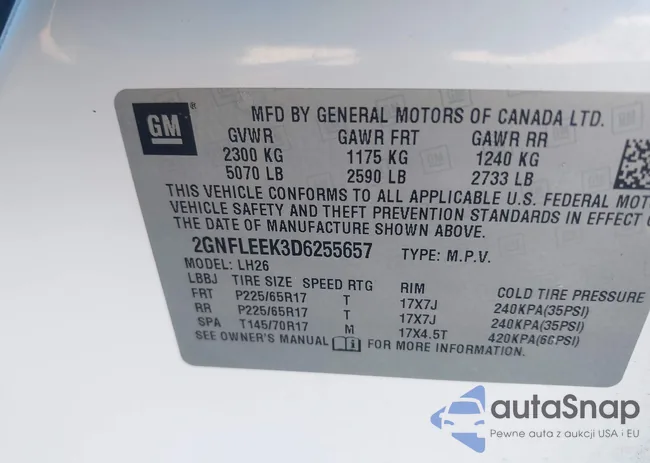 GM ®
MFD BY GENERAL MOTORS OF CANADA LTD.
GVWR GAWR FRT GAWR RR
2300 KG 1175 KG 1240 KG
5070 LB 2590 LB 2733 LB
THIS VEHICLE CONFORMS TO ALL APPLICABLE U.S. FEDERAL MOTOR
VEHICLE SAFETY AND THEFT PREVENTION STANDARDS IN EFFECT
THE DATE OF MANUFACTURE SHOWN ABOVE.
2GNFLEEK3D6255657 TYPE: M.P.V.
MODEL: LH26
LBBJ TIRE SIZE SPEED RTG RIM COLD TIRE PRESSURE
FRT P225/65R17 T 17X7J 240KPA(35PSI)
RR P225/65R17 T 17X7J 240KPA(35PSI)
SPA T145/70R17 M 17X4.5T 420KPA(60PSI)
SEE OWNER'S MANUAL FOR MORE INFORMATION.
autaSnap
Pewne auta z aukcji USA i EU